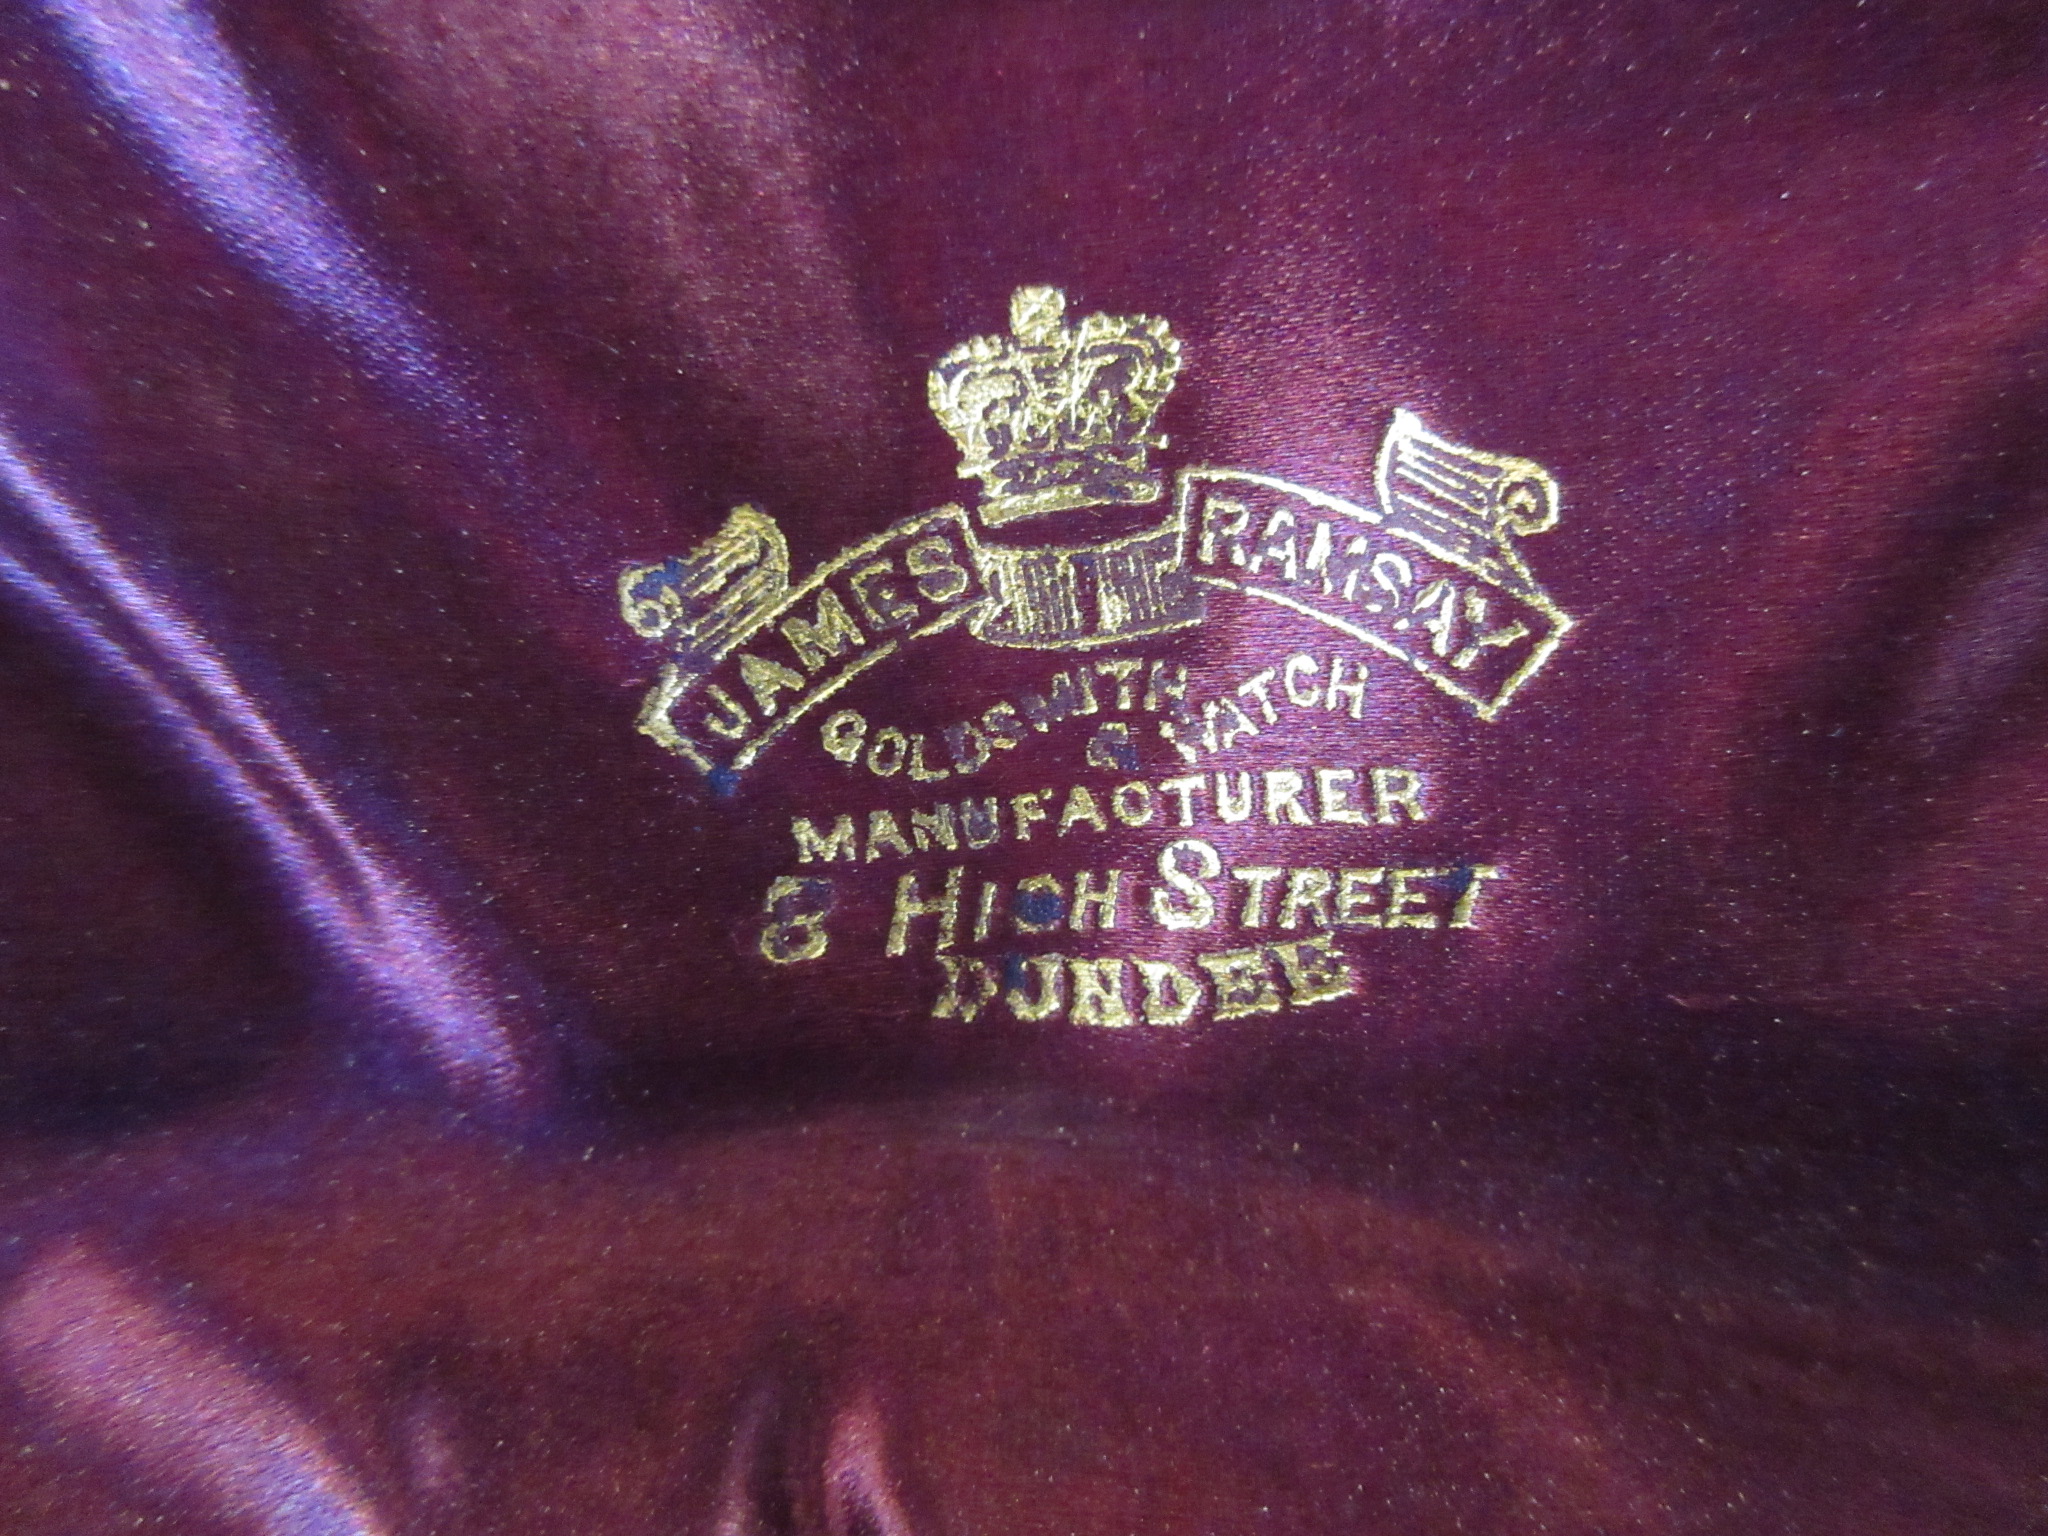 JAMES RAMSAY
GOLDSMITH
& WATCH
MANUFACTURER
8 HIGH STREET
DUNDEE